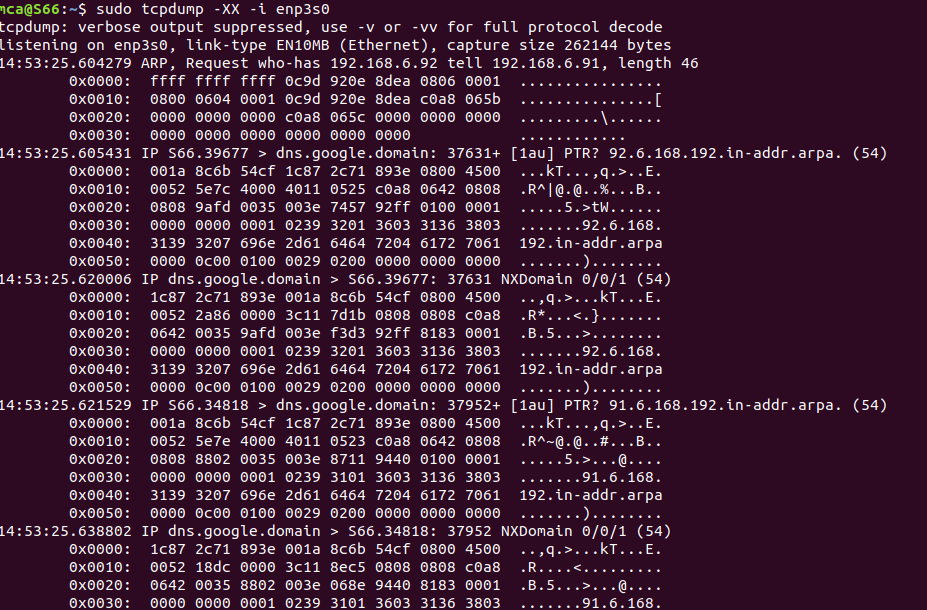 mca@S66:~$ sudo tcpdump -XX -i enp3s0
tcpdump: verbose output suppressed, use -v or -vv for full protocol decode
listening on enp3s0, link-type EN10MB (Ethernet), capture size 262144 bytes
14:53:25.604279 ARP, Request who-has 192.168.6.92 tell 192.168.6.91, length 46
0x0000:  ffff ffff ffff 0c9d 920e 8dea 0806 0001  ................
0x0010:  0800 0604 0001 0c9d 920e 8dea c0a8 065b  ...............[
0x0020:  0000 0000 0000 c0a8 065c 0000 0000 0000  .........\......
0x0030:  0000 0000 0000 0000 0000 0000            ............
14:53:25.605431 IP S66.39677 > dns.google.domain: 37631+ [1au] PTR? 92.6.168.192.in-addr.arpa. (54)
0x0000:  001a 8c6b 54cf 1c87 2c71 893e 0800 4500  ...kT...,q.>..E.
0x0010:  0052 5e7c 4000 4011 0525 c0a8 0642 0808  .R^|@.@..%...B..
0x0020:  0808 9afd 0035 003e 7457 92ff 0100 0001  .....5.>tW......
0x0030:  0000 0000 0001 0239 3201 3603 3136 3803  .......92.6.168.
0x0040:  3139 3207 696e 2d61 6464 7204 6172 7061  192.in-addr.arpa
0x0050:  0000 0c00 0100 0029 0200 0000 0000 0000  .......)........
14:53:25.620006 IP dns.google.domain > S66.39677: 37631 NXDomain 0/0/1 (54)
0x0000:  1c87 2c71 893e 001a 8c6b 54cf 0800 4500  ..,q.>...kT...E.
0x0010:  0052 2a86 0000 3c11 7d1b 0808 0808 c0a8  .R*...<.}.......
0x0020:  0642 0035 9afd 003e f3d3 92ff 8183 0001  .B.5...>........
0x0030:  0000 0000 0001 0239 3201 3603 3136 3803  .......92.6.168.
0x0040:  3139 3207 696e 2d61 6464 7204 6172 7061  192.in-addr.arpa
0x0050:  0000 0c00 0100 0029 0200 0000 0000 0000  .......)........
14:53:25.621529 IP S66.34818 > dns.google.domain: 37952+ [1au] PTR? 91.6.168.192.in-addr.arpa. (54)
0x0000:  001a 8c6b 54cf 1c87 2c71 893e 0800 4500  ...kT...,q.>..E.
0x0010:  0052 5e7e 4000 4011 0523 c0a8 0642 0808  .R^~@.@..#...B..
0x0020:  0808 8802 0035 003e 8711 9440 0100 0001  .....5.>...@....
0x0030:  0000 0000 0001 0239 3101 3603 3136 3803  .......91.6.168.
0x0040:  3139 3207 696e 2d61 6464 7204 6172 7061  192.in-addr.arpa
0x0050:  0000 0c00 0100 0029 0200 0000 0000 0000  .......)........
14:53:25.638802 IP dns.google.domain > S66.34818: 37952 NXDomain 0/0/1 (54)
0x0000:  1c87 2c71 893e 001a 8c6b 54cf 0800 4500  ..,q.>...kT...E.
0x0010:  0052 18dc 0000 3c11 8ec5 0808 0808 c0a8  .R....<.........
0x0020:  0642 0035 8802 003e 068e 9440 8183 0001  .B.5...>...@....
0x0030:  0000 0000 0001 0239 3101 3603 3136 3803  .......91.6.168.